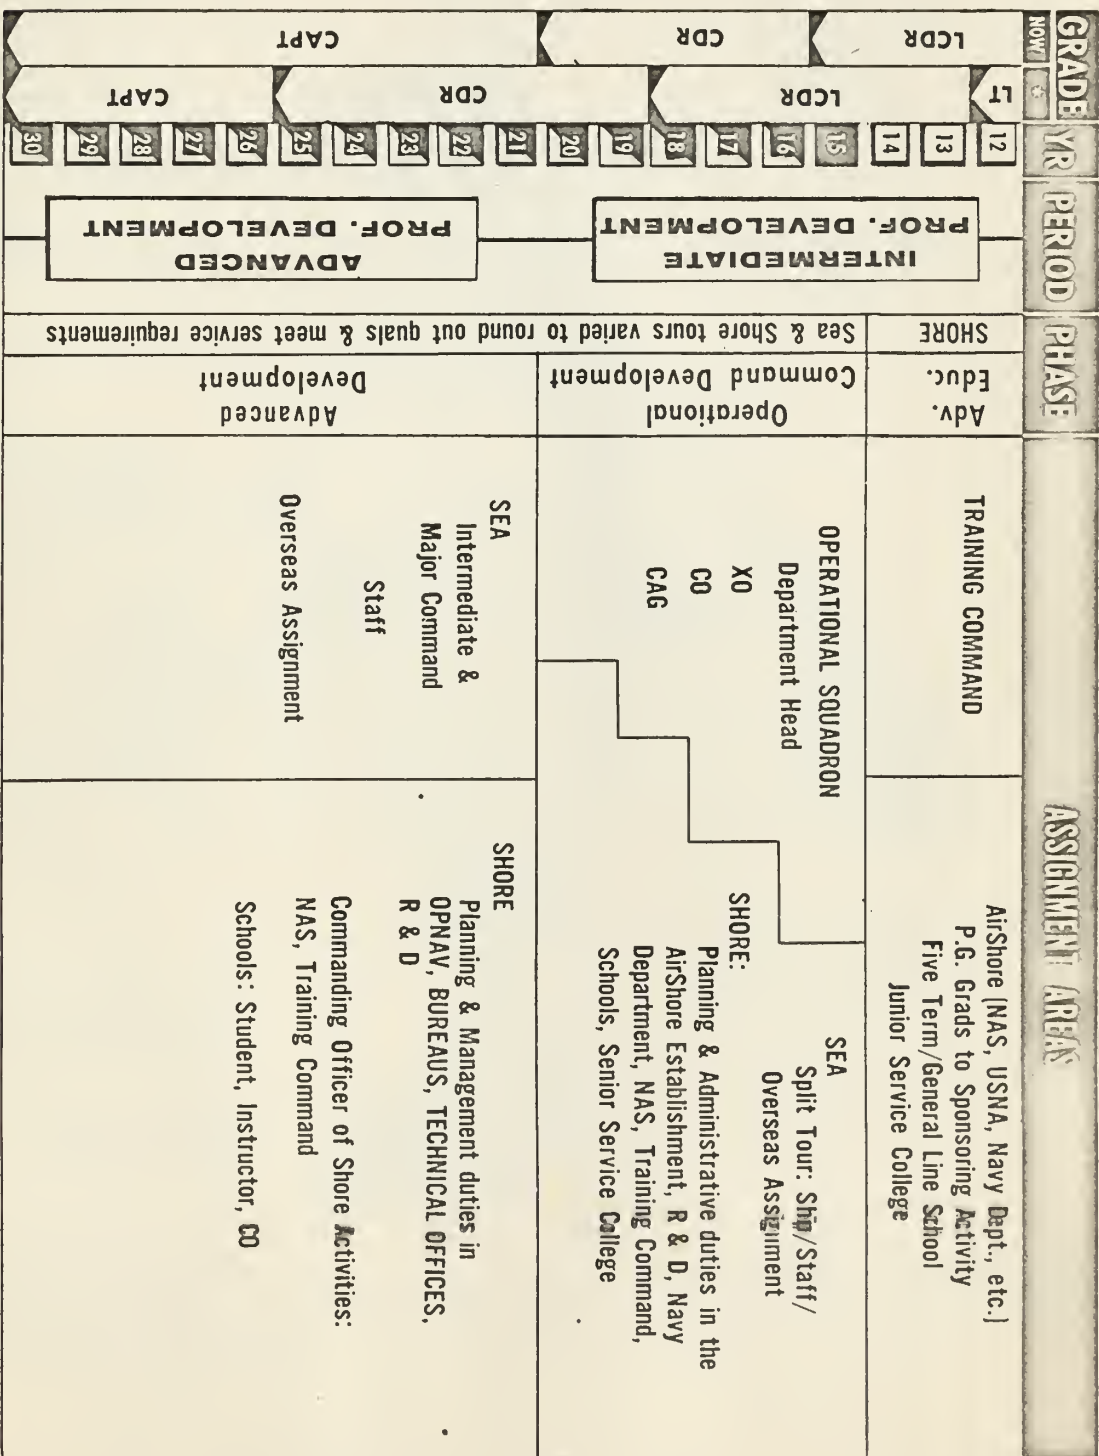 GRADE
NOW
LCDR
CDR
CAPT
LT
LCDR
CDR
CAPT
YR
12
13
14
15
16
17
18
19
20
21
22
23
24
25
26
27
28
29
30
PERIOD
INTERMEDIATE
PROF. DEVELOPMENT
ADVANCED
PROF. DEVELOPMENT
PHASE
SHORE
Sea & Shore tours varied to round out quals & meet service requirements
Adv.
Educ.
Operational
Command Development
Advanced
Development
ASSIGNMENT AREAS
TRAINING COMMAND
AirShore (NAS, USNA, Navy Dept., etc.)
P.G. Grads to Sponsoring Activity
Five Term/General Line School
Junior Service College
OPERATIONAL SQUADRON
Department Head
XO
CO
CAG
SEA
Split Tour: Ship/Staff/
Overseas Assignment
SHORE:
Planning & Administrative duties in the
AirShore Establishment, R & D, Navy
Department, NAS, Training Command,
Schools, Senior Service College
SEA
Intermediate &
Major Command
Staff
Overseas Assignment
SHORE
Planning & Management duties in
OPNAV, BUREAUS, TECHNICAL OFFICES,
R & D
Commanding Officer of Shore Activities:
NAS, Training Command
Schools: Student, Instructor, CO